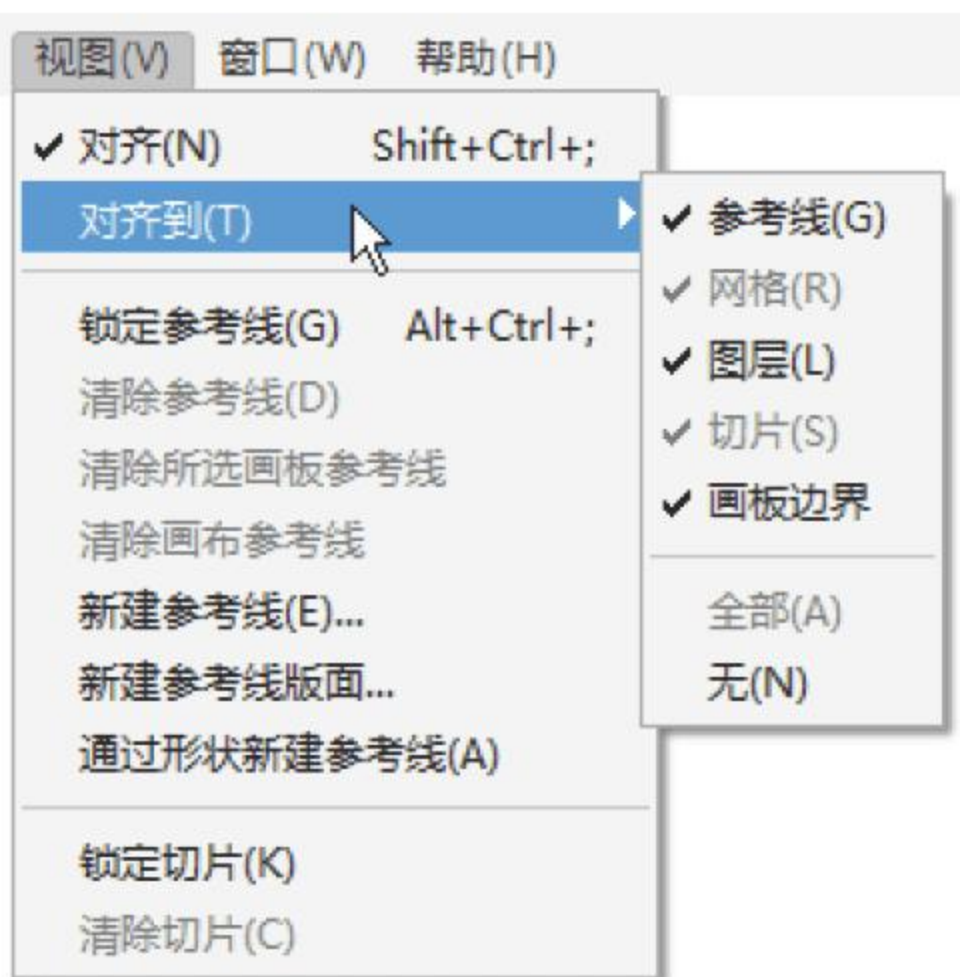 视图(V) 窗口(W) 帮助(H)
✔ 对齐(N) Shift+Ctrl+;
对齐到(T)
锁定参考线(G) Alt+Ctrl+;
清除参考线(D)
清除所选画板参考线
清除画布参考线
新建参考线(E)...
新建参考线版面...
通过形状新建参考线(A)
锁定切片(K)
清除切片(C)
✔ 参考线(G)
✔ 网格(R)
✔ 图层(L)
✔ 切片(S)
✔ 画板边界
全部(A)
无(N)